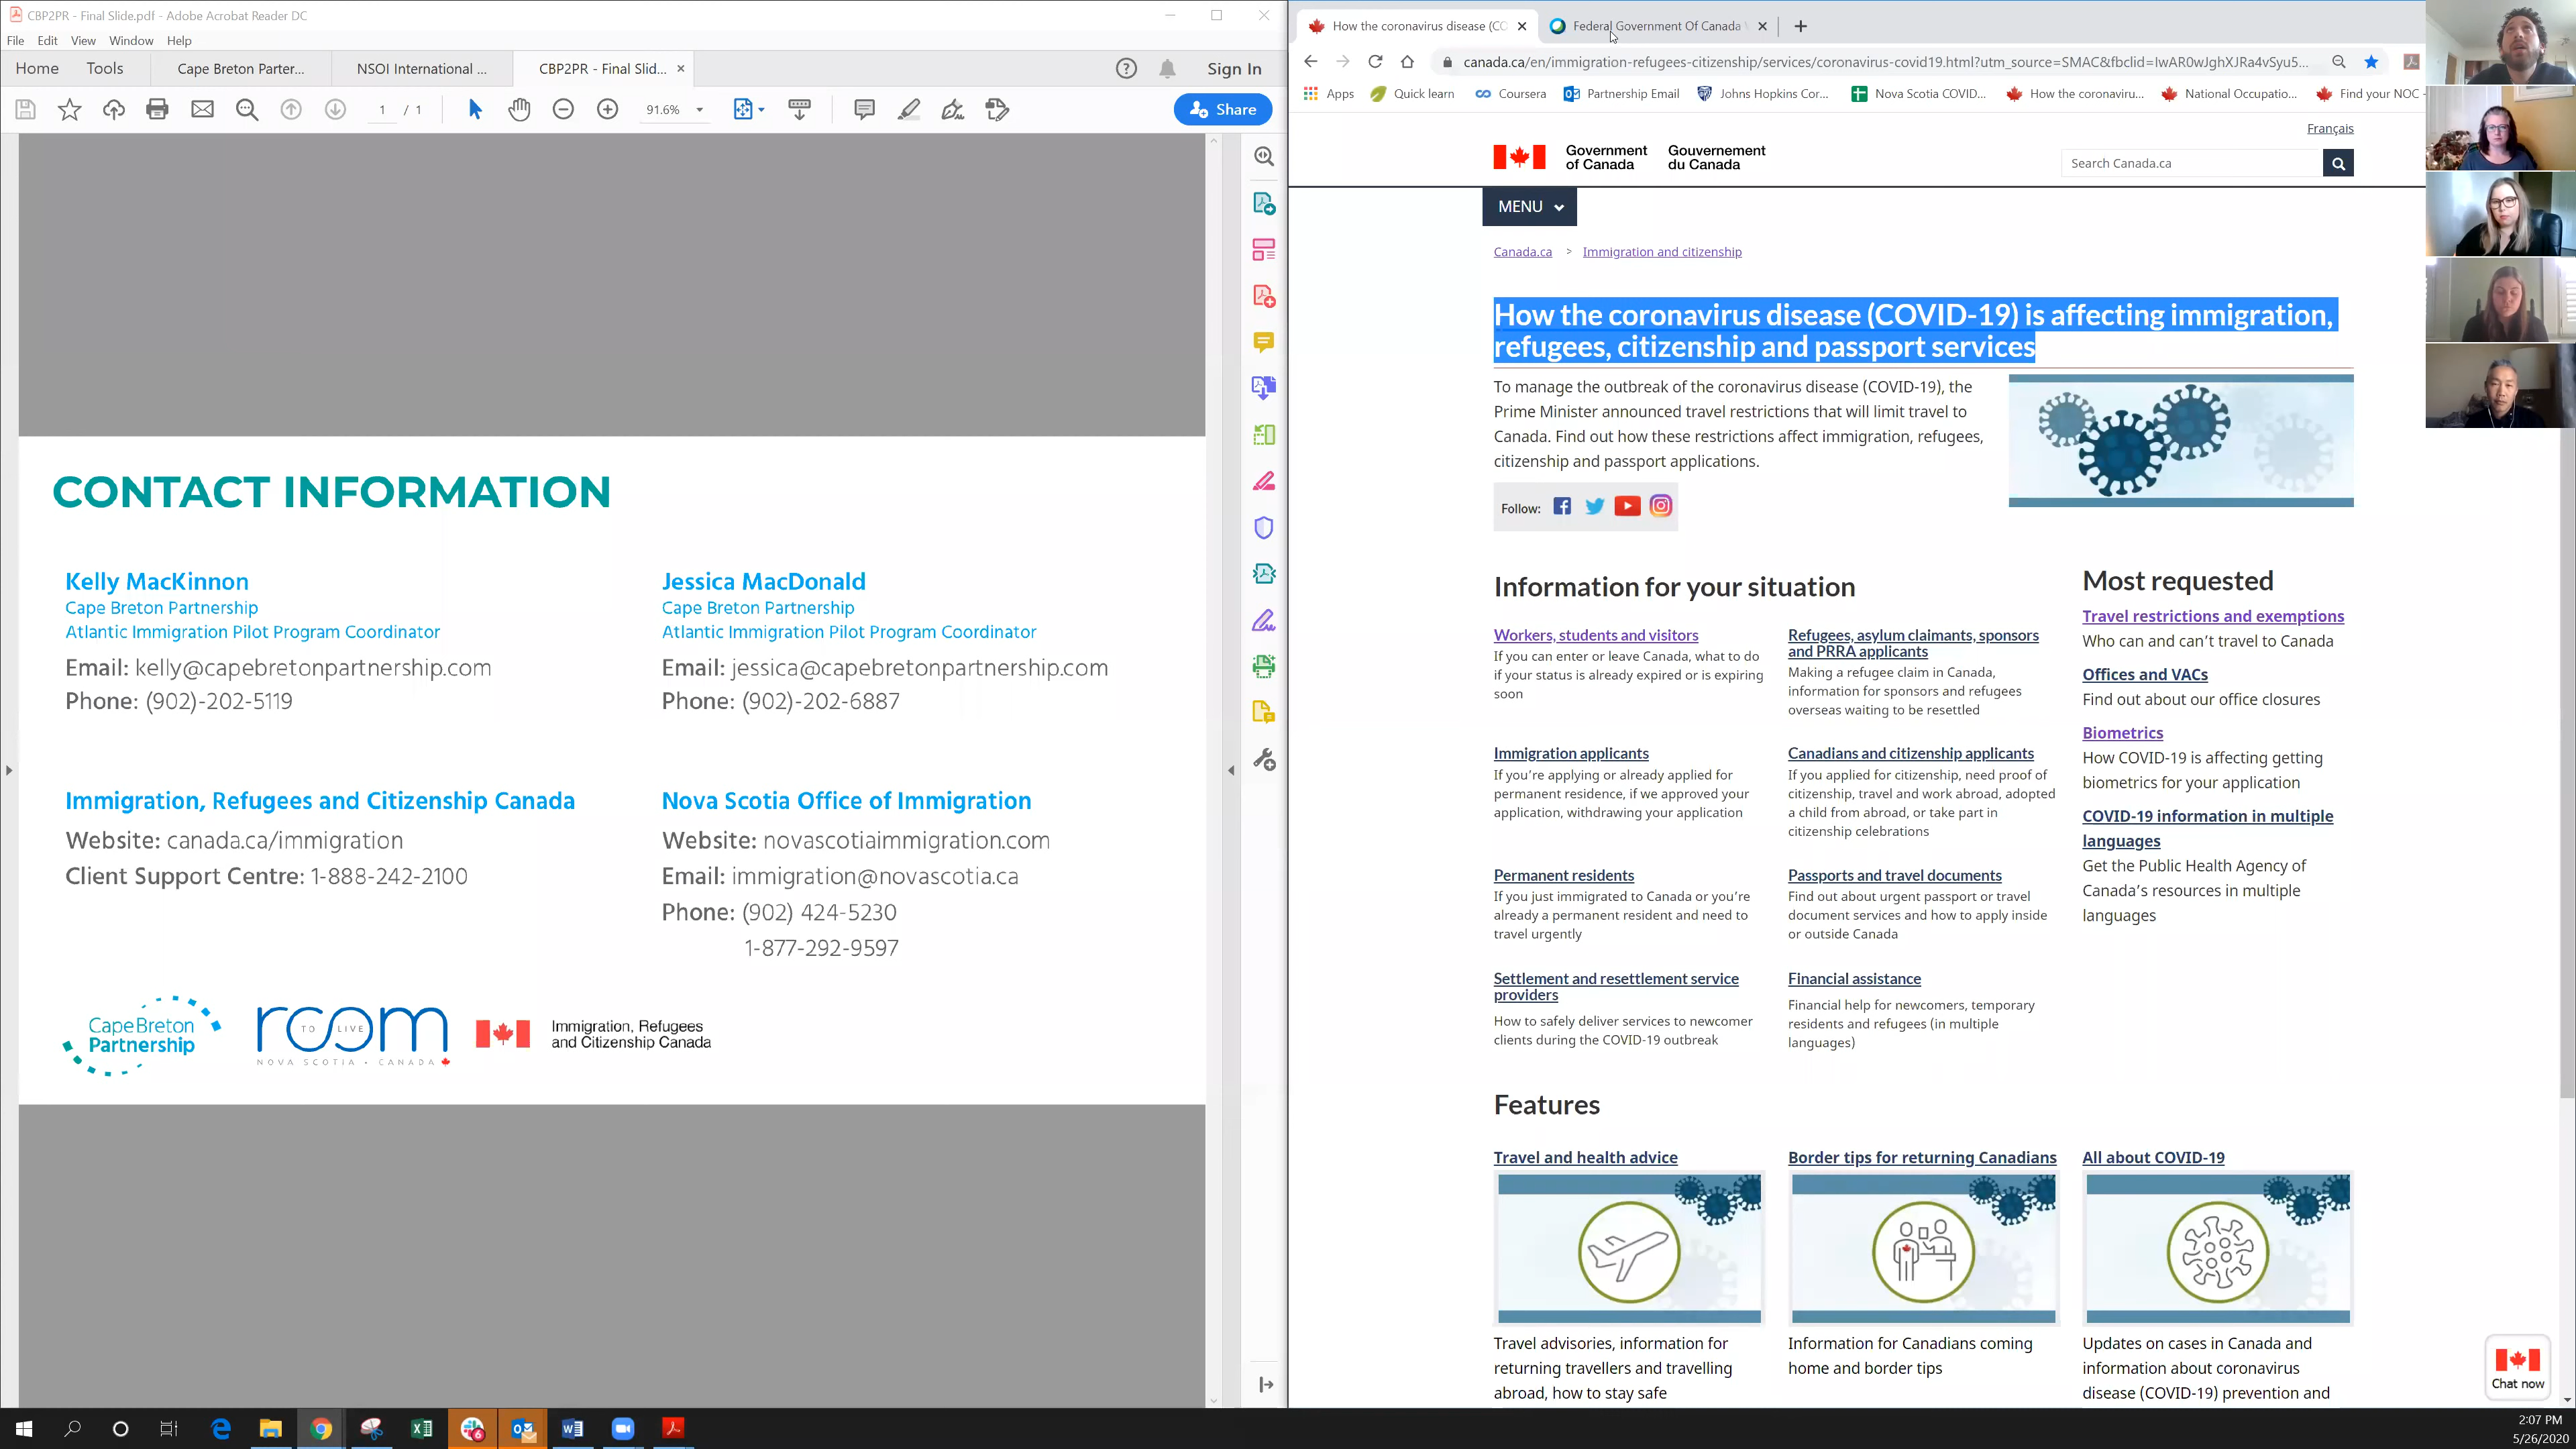 CBP2PR - Final Slide.pdf - Adobe Acrobat Reader DC
File Edit View Window Help
Home Tools Cape Breton Parter... NSOI International ... CBP2PR - Final Slid... Sign In
1 / 1 91.6% Share
CONTACT INFORMATION
Kelly MacKinnon
Cape Breton Partnership
Atlantic Immigration Pilot Program Coordinator
Email: kelly@capebretonpartnership.com
Phone: (902)-202-5119
Jessica MacDonald
Cape Breton Partnership
Atlantic Immigration Pilot Program Coordinator
Email: jessica@capebretonpartnership.com
Phone: (902)-202-6887
Immigration, Refugees and Citizenship Canada
Website: canada.ca/immigration
Client Support Centre: 1-888-242-2100
Nova Scotia Office of Immigration
Website: novascotiaimmigration.com
Email: immigration@novascotia.ca
Phone: (902) 424-5230
1-877-292-9597
Cape Breton
Partnership
room
TO LIVE
NOVA SCOTIA • CANADA
Immigration, Refugees
and Citizenship Canada
How the coronavirus disease (CO Federal Government Of Canada
canada.ca/en/immigration-refugees-citizenship/services/coronavirus-covid19.html?utm_source=SMAC&fbclid=IwAR0wJghXJRa4vSyu5...
Apps Quick learn Coursera Partnership Email Johns Hopkins Cor... Nova Scotia COVID... How the coronaviru... National Occupatio... Find your NOC -
Français
Government
of Canada
Gouvernement
du Canada
Search Canada.ca
MENU
Canada.ca > Immigration and citizenship
How the coronavirus disease (COVID-19) is affecting immigration,
refugees, citizenship and passport services
To manage the outbreak of the coronavirus disease (COVID-19), the
Prime Minister announced travel restrictions that will limit travel to
Canada. Find out how these restrictions affect immigration, refugees,
citizenship and passport applications.
Follow:
Information for your situation
Workers, students and visitors
If you can enter or leave Canada, what to do
if your status is already expired or is expiring
soon
Refugees, asylum claimants, sponsors
and PRRA applicants
Making a refugee claim in Canada,
information for sponsors and refugees
overseas waiting to be resettled
Immigration applicants
If you're applying or already applied for
permanent residence, if we approved your
application, withdrawing your application
Canadians and citizenship applicants
If you applied for citizenship, need proof of
citizenship, travel and work abroad, adopted
a child from abroad, or take part in
citizenship celebrations
Permanent residents
If you just immigrated to Canada or you're
already a permanent resident and need to
travel urgently
Passports and travel documents
Find out about urgent passport or travel
document services and how to apply inside
or outside Canada
Settlement and resettlement service
providers
How to safely deliver services to newcomer
clients during the COVID-19 outbreak
Financial assistance
Financial help for newcomers, temporary
residents and refugees (in multiple
languages)
Most requested
Travel restrictions and exemptions
Who can and can't travel to Canada
Offices and VACs
Find out about our office closures
Biometrics
How COVID-19 is affecting getting
biometrics for your application
COVID-19 information in multiple
languages
Get the Public Health Agency of
Canada's resources in multiple
languages
Features
Travel and health advice
Travel advisories, information for
returning travellers and travelling
abroad, how to stay safe
Border tips for returning Canadians
Information for Canadians coming
home and border tips
All about COVID-19
Updates on cases in Canada and
information about coronavirus
disease (COVID-19) prevention and
Chat now
2:07 PM
5/26/2020